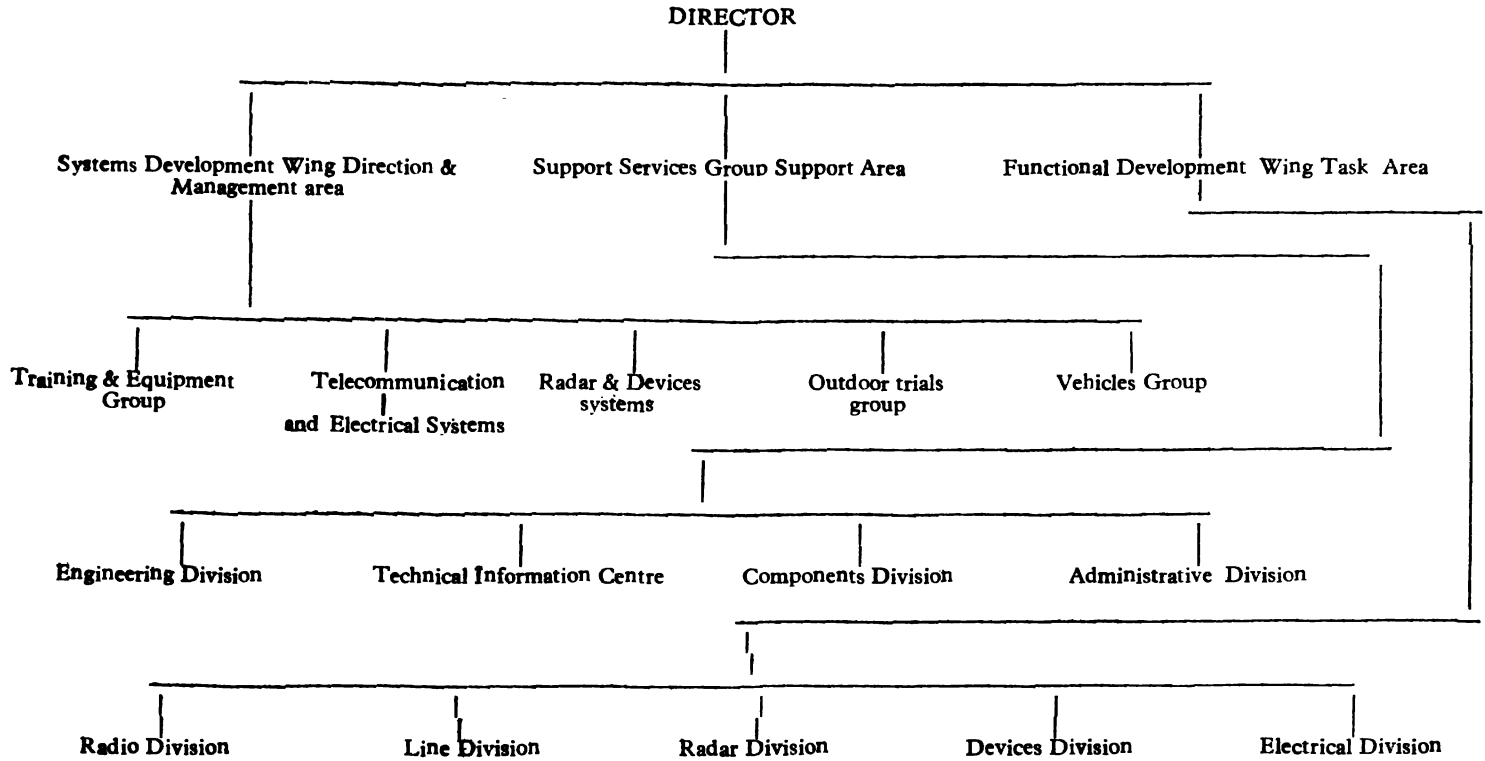 DIRECTOR
Systems Development Wing Direction &
Management area
Support Services Group Support Area
Functional Development Wing Task Area
Training & Equipment
Group
Telecommunication
and Electrical Systems
Radar & Devices
systems
Outdoor trials
group
Vehicles Group
Engineering Division
Technical Information Centre
Components Division
Administrative Division
Radio Division
Line Division
Radar Division
Devices Division
Electrical Division